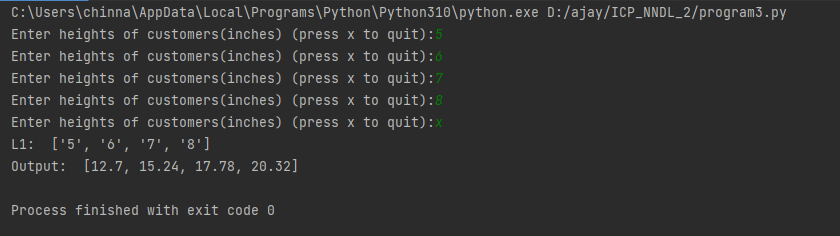 C:\Users\chinna\AppData\Local\Programs\Python\Python310\python.exe D:/ajay/ICP_NNDL_2/program3.py
Enter heights of customers(inches) (press x to quit):5
Enter heights of customers(inches) (press x to quit):6
Enter heights of customers(inches) (press x to quit):7
Enter heights of customers(inches) (press x to quit):8
Enter heights of customers(inches) (press x to quit):x
L1:  ['5', '6', '7', '8']
Output:  [12.7, 15.24, 17.78, 20.32]
Process finished with exit code 0